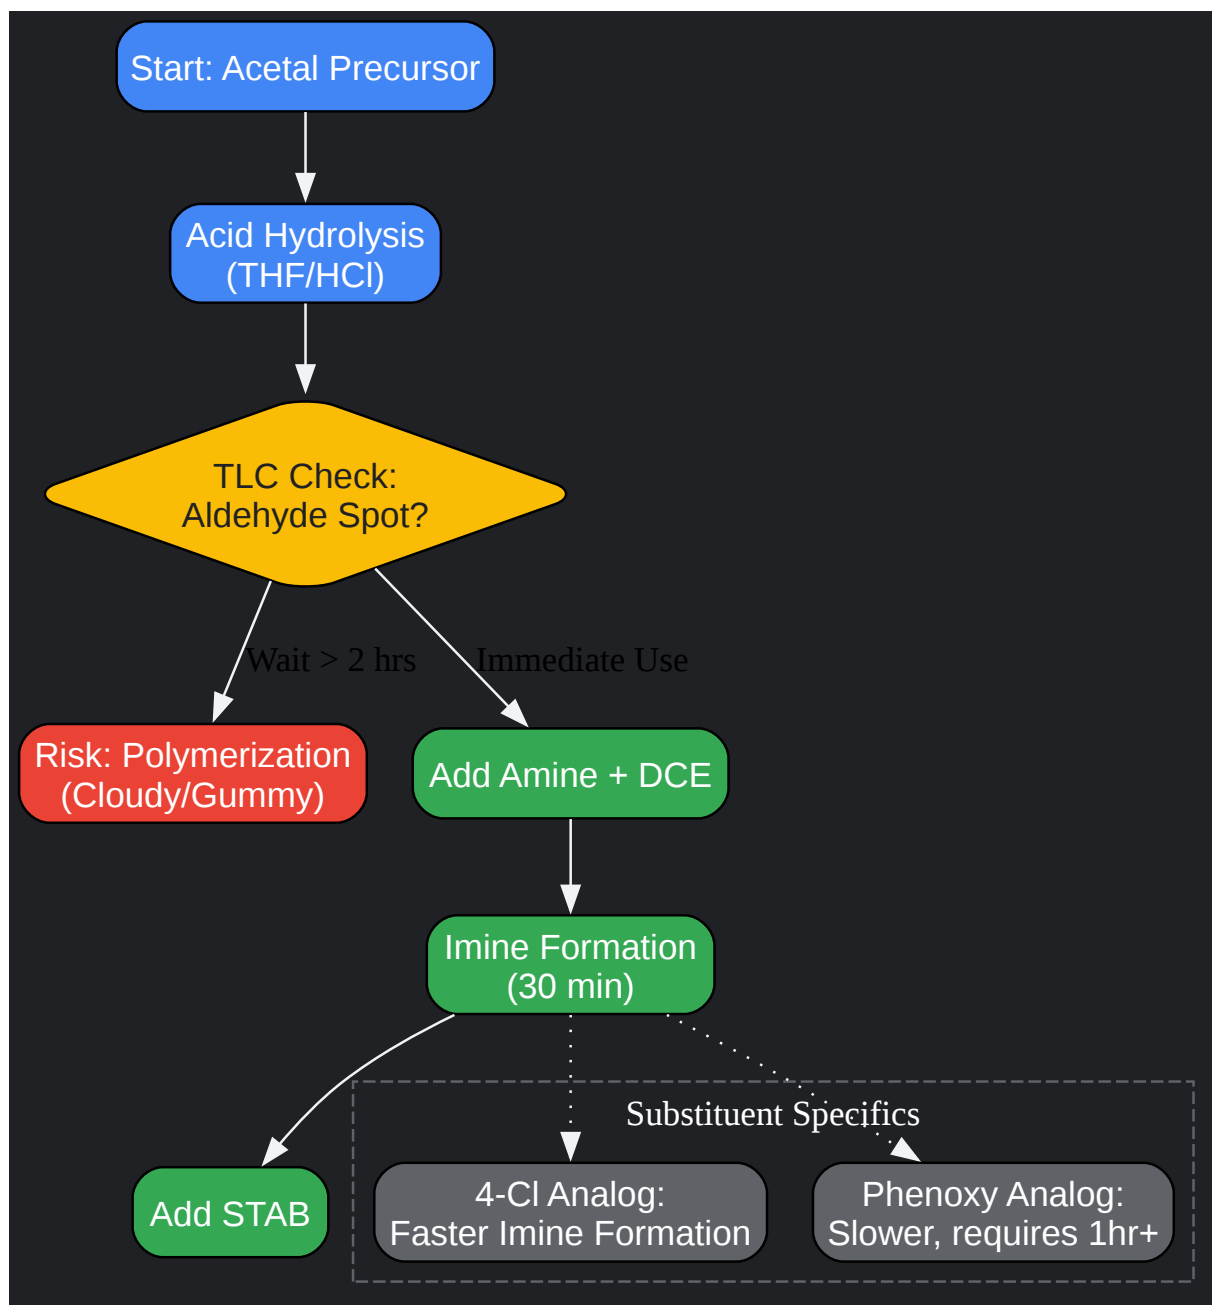 Start: Acetal Precursor
Acid Hydrolysis
(THF/HCl)
TLC Check:
Aldehyde Spot?
Wait > 2 hrs
Immediate Use
Risk: Polymerization
(Cloudy/Gummy)
Add Amine + DCE
Imine Formation
(30 min)
Substituent Specifics
Add STAB
4-Cl Analog:
Faster Imine Formation
Phenoxy Analog:
Slower, requires 1hr+